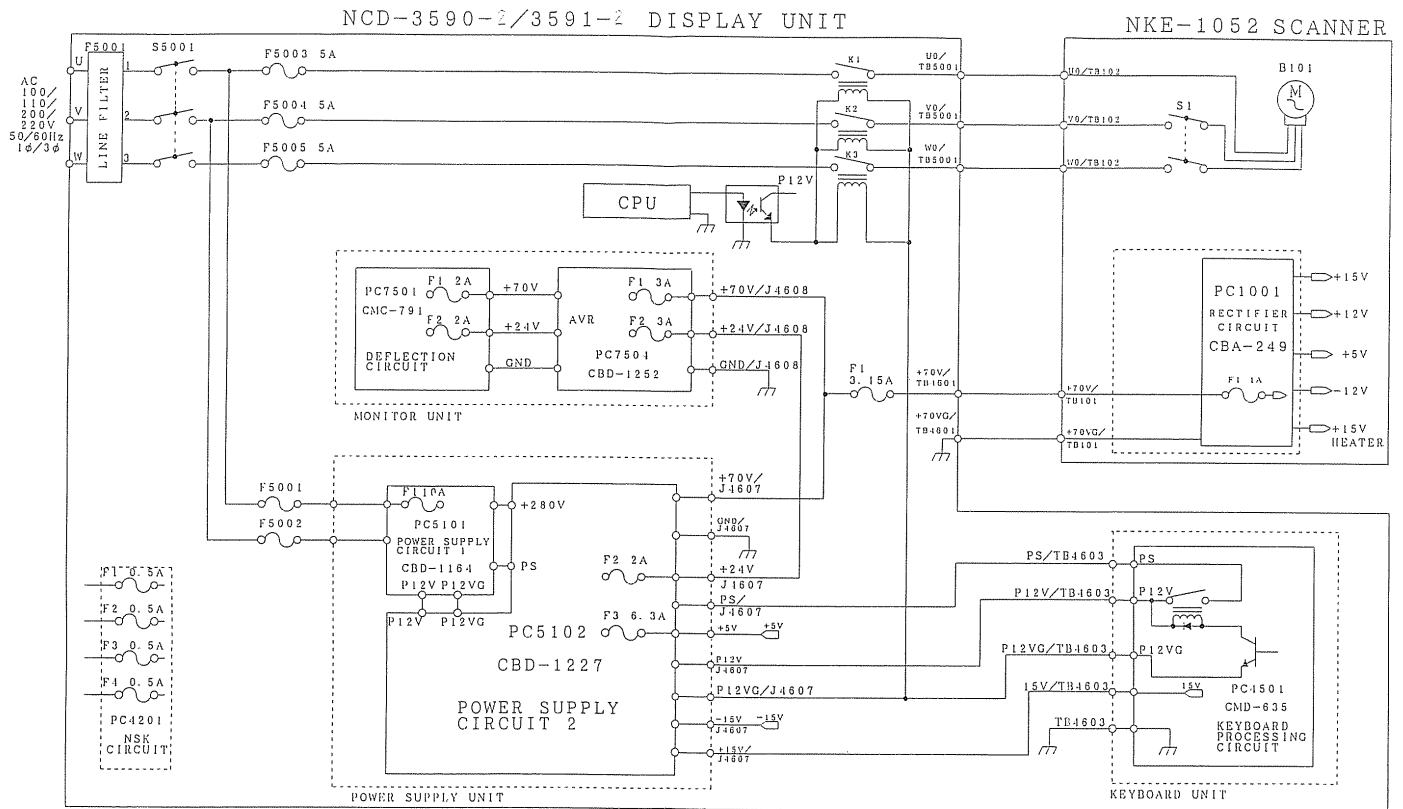 NCD-3590-2/3591-2 DISPLAY UNIT
NKE-1052 SCANNER
F5001
S5001
F5003 5A
K1
U0/
TB5001
U0/TB102
B101
M
U
1
LINE FILTER
AC
100/
110/
200/
220V
50/60Hz
1φ/3φ
V
2
F5004 5A
K2
V0/
TB5001
V0/TB102
S1
W
3
F5005 5A
K3
W0/
TB5001
W0/TB102
CPU
P12V
PC7501
CMC-791
DEFLECTION
CIRCUIT
F1 2A
F2 2A
+70V
+24V
GND
AVR
F1 3A
F2 3A
PC7504
CBD-1252
+70V/J4608
+24V/J4608
GND/J4608
MONITOR UNIT
F1
3.15A
+70V/
TB4601
+70VG/
TB4601
+70V/
TB101
+70VG/
TB101
PC1001
RECTIFIER
CIRCUIT
CBA-249
F1 1A
+15V
+12V
+5V
-12V
+15V
HEATER
F5001
F5002
F1 10A
PC5101
POWER SUPPLY
CIRCUIT 1
CBD-1164
P12V P12VG
P12V P12VG
+280V
PS
F2 2A
F3 6.3A
PC5102
CBD-1227
POWER SUPPLY
CIRCUIT 2
+70V/
J4607
GND/
J4607
+24V
J4607
PS/
J4607
+5V
+5V
P12V
J4607
P12VG/J4607
-15V
J4607
-15V
+15V/
J4607
POWER SUPPLY UNIT
F1 0.5A
F2 0.5A
F3 0.5A
F4 0.5A
PC4201
NSK
CIRCUIT
PS/TB4603
PS
P12V/TB4603
P12V
P12VG/TB4603
P12VG
15V/TB4603
15V
TB4603
PC4501
CMD-635
KEYBOARD
PROCESSING
CIRCUIT
KEYBOARD UNIT